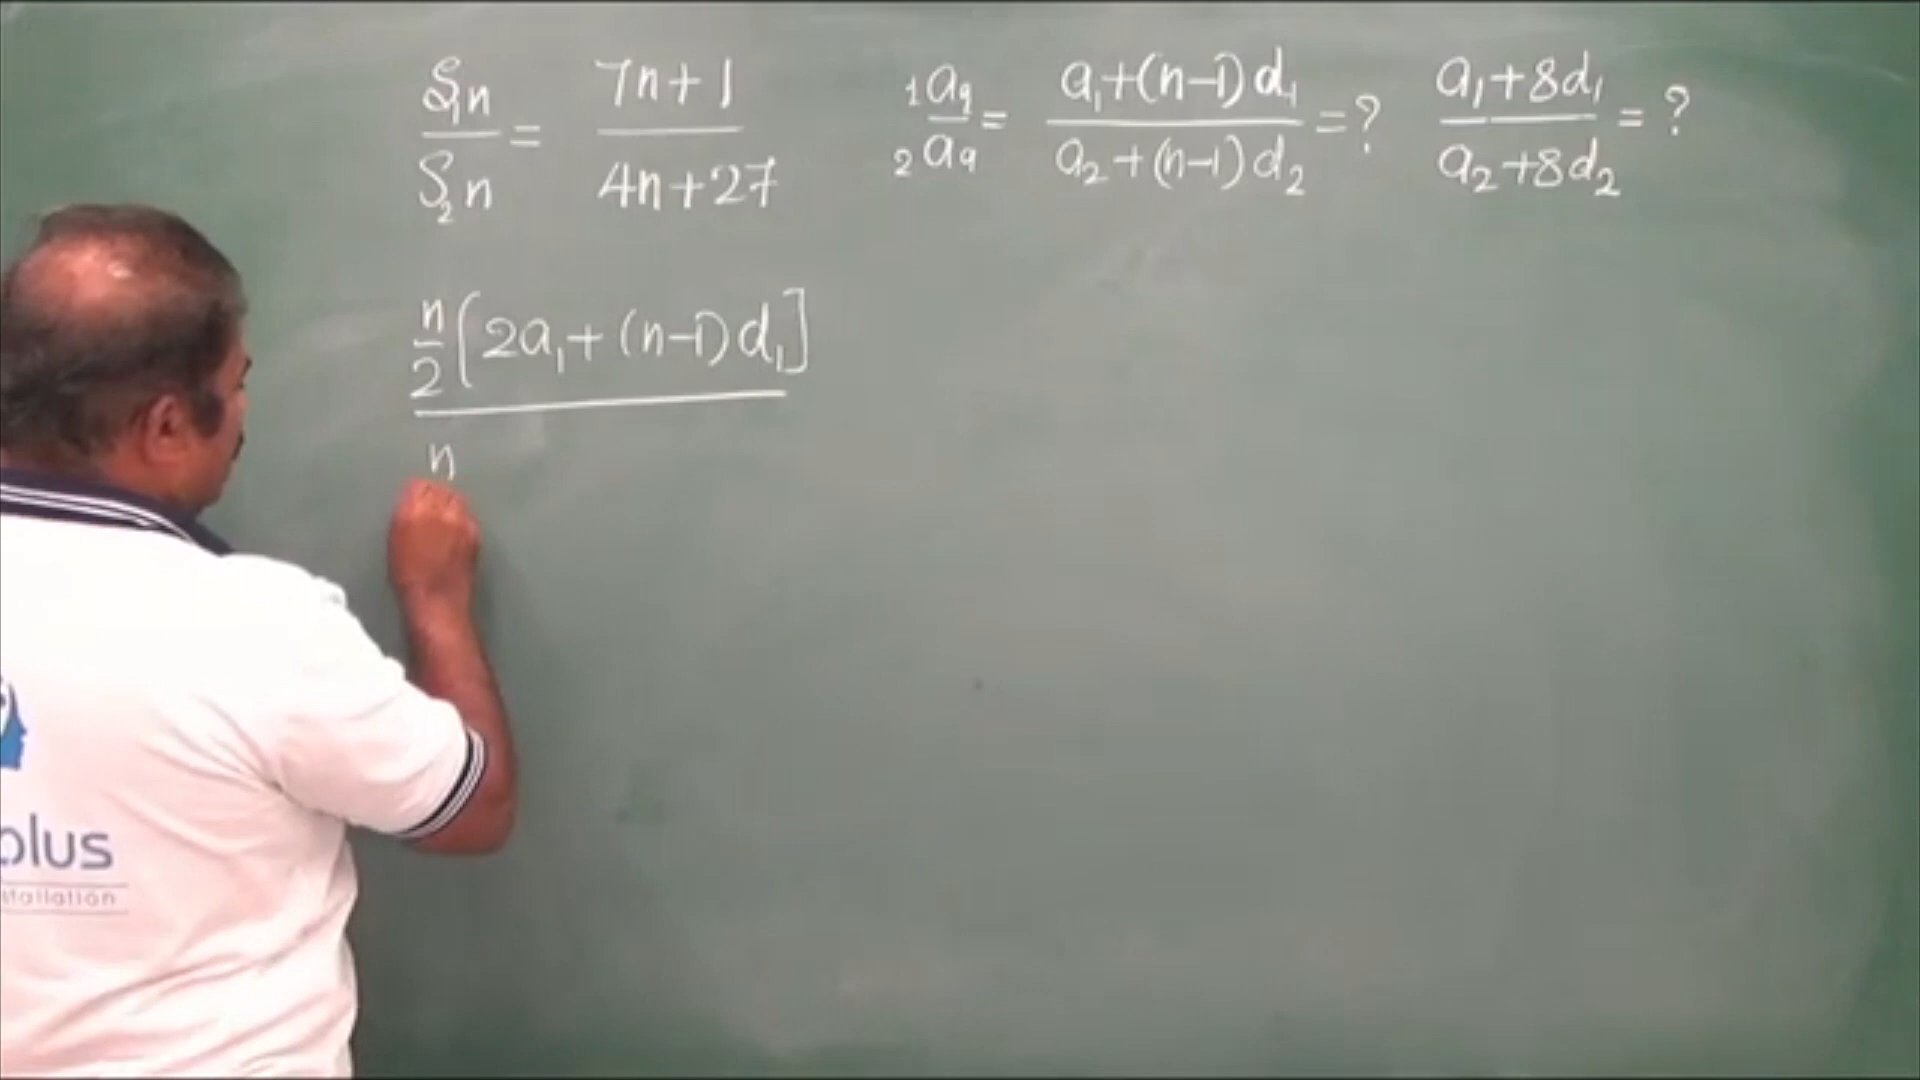 S₁n/S₂n = (7n+1)/(4n+27)
₁a₉/₂a₉ = (a₁+(n-1)d₁)/(a₂+(n-1)d₂) = ?
(a₁+8d₁)/(a₂+8d₂) = ?
n/2[2a₁+(n-1)d₁]
n
plus